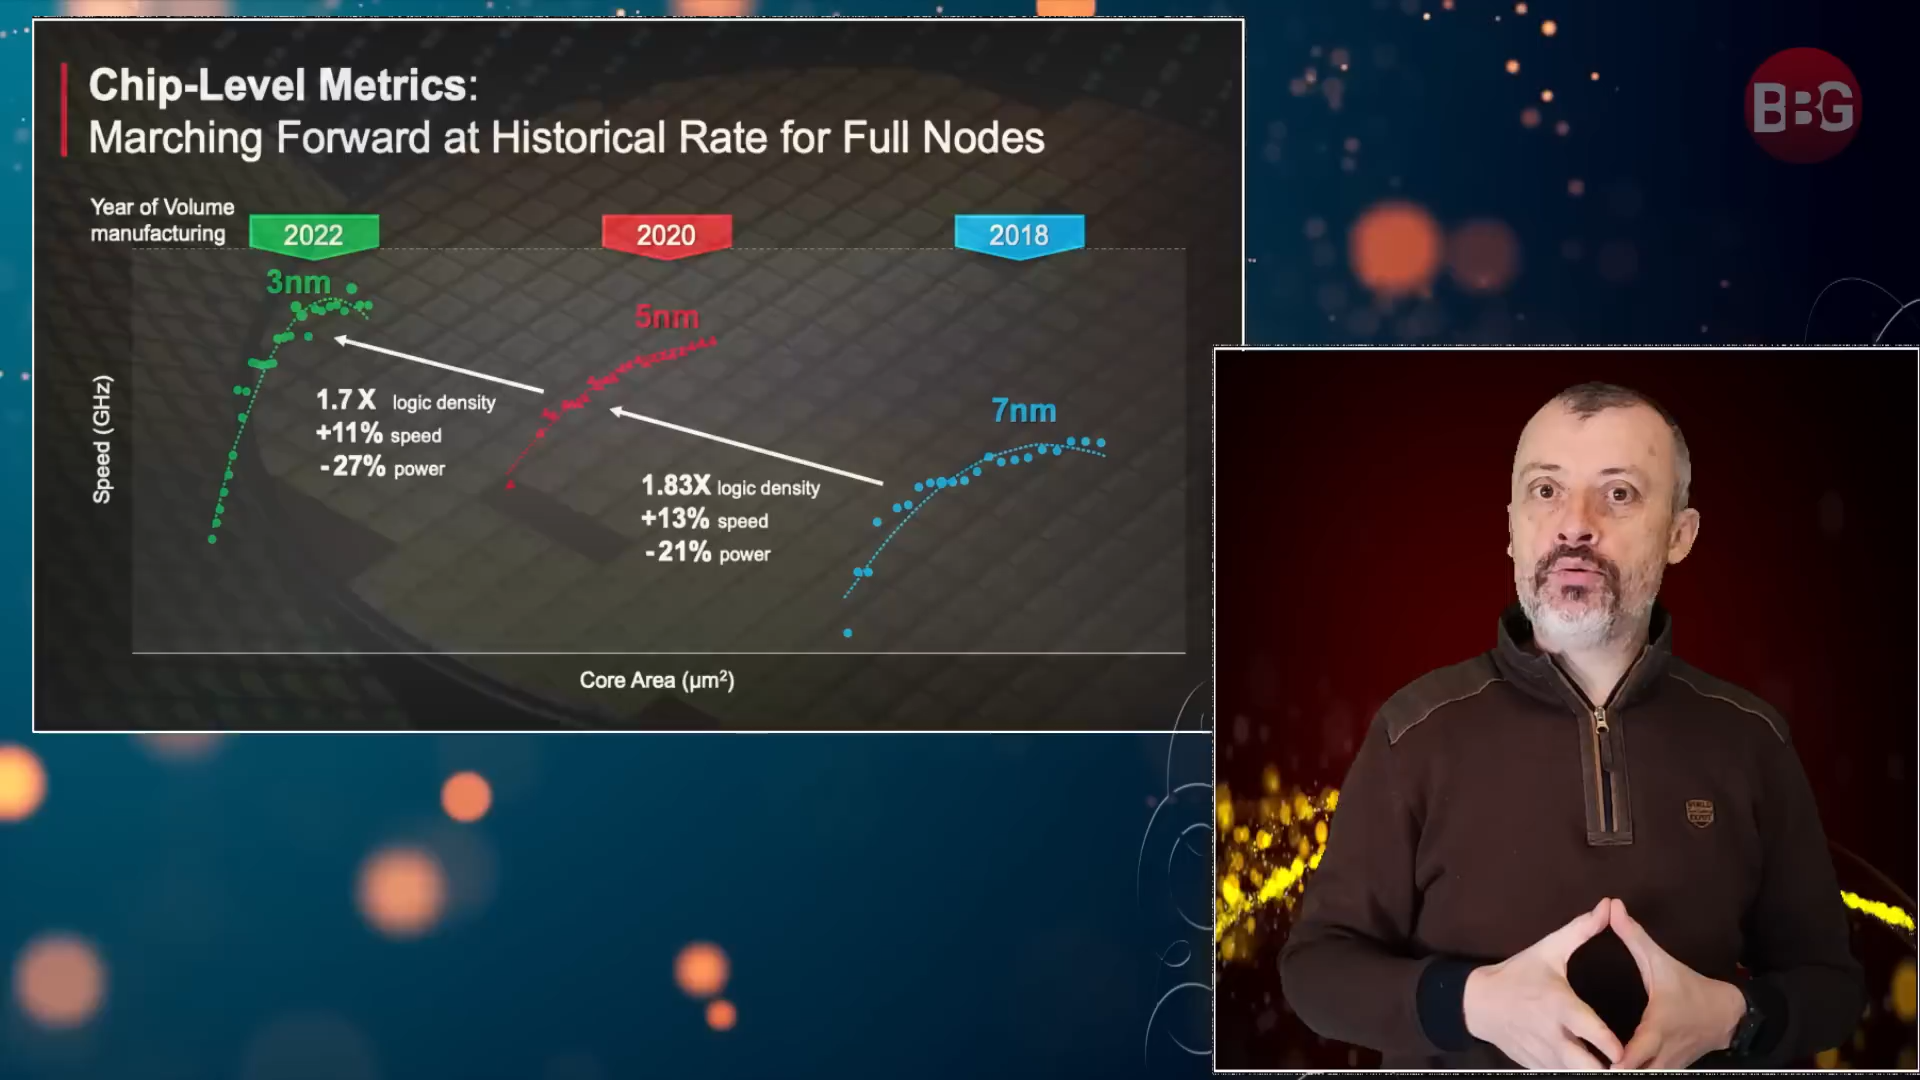 Chip-Level Metrics:
Marching Forward at Historical Rate for Full Nodes
Year of Volume
manufacturing
2022
2020
2018
3nm
5nm
7nm
1.7 X logic density
+11% speed
-27% power
1.83X logic density
+13% speed
-21% power
Speed (GHz)
Core Area (µm²)
BBG